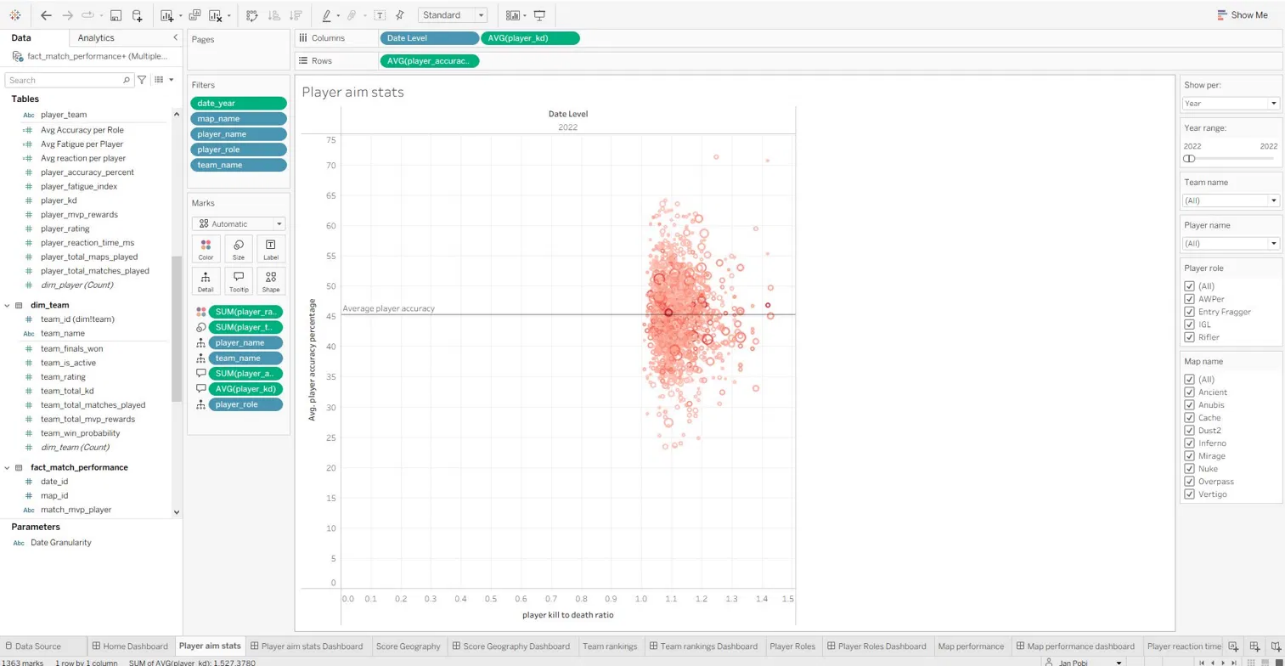 Standard
Show Me
Data
Analytics
Pages
Columns
Date Level
AVG(player_kd)
fact_match_performance+ (Multiple...
Rows
AVG(player_accurac..
Search
Tables
Abc player_team
Avg Accuracy per Role
Avg Fatigue per Player
Avg reaction per player
player_accuracy_percent
player_fatigue_index
player_kd
player_mvp_rewards
player_rating
player_reaction_time_ms
player_total_maps_played
player_total_matches_played
dim_player (Count)
dim_team
team_id (dim!team)
Abc team_name
team_finals_won
team_is_active
team_rating
team_total_kd
team_total_matches_played
team_total_mvp_rewards
team_win_probability
dim_team (Count)
fact_match_performance
date_id
map_id
Abc match_mvp_player
Parameters
Abc Date Granularity
Filters
date_year
map_name
player_name
player_role
team_name
Marks
Automatic
Color
Size
Label
Detail
Tooltip
Shape
SUM(player_ra..
SUM(player_t..
player_name
team_name
SUM(player_a..
AVG(player_kd)
player_role
Player aim stats
Date Level
2022
75
70
65
60
55
50
45
40
35
30
25
20
15
10
5
0
Avg. player accuracy percentage
Average player accuracy
0.0 0.1 0.2 0.3 0.4 0.5 0.6 0.7 0.8 0.9 1.0 1.1 1.2 1.3 1.4 1.5
player kill to death ratio
Show per:
Year
Year range:
2022 2022
Team name
(All)
Player name
(All)
Player role
(All)
AWPer
Entry Fragger
IGL
Rifler
Map name
(All)
Ancient
Anubis
Cache
Dust2
Inferno
Mirage
Nuke
Overpass
Vertigo
Data Source
Home Dashboard
Player aim stats
Player aim stats Dashboard
Score Geography
Score Geography Dashboard
Team rankings
Team rankings Dashboard
Player Roles
Player Roles Dashboard
Map performance
Map performance dashboard
Player reaction time
1363 marks 1 row by 1 column SUM of AVG(player_kd): 1,527.3780
Jan Pobi